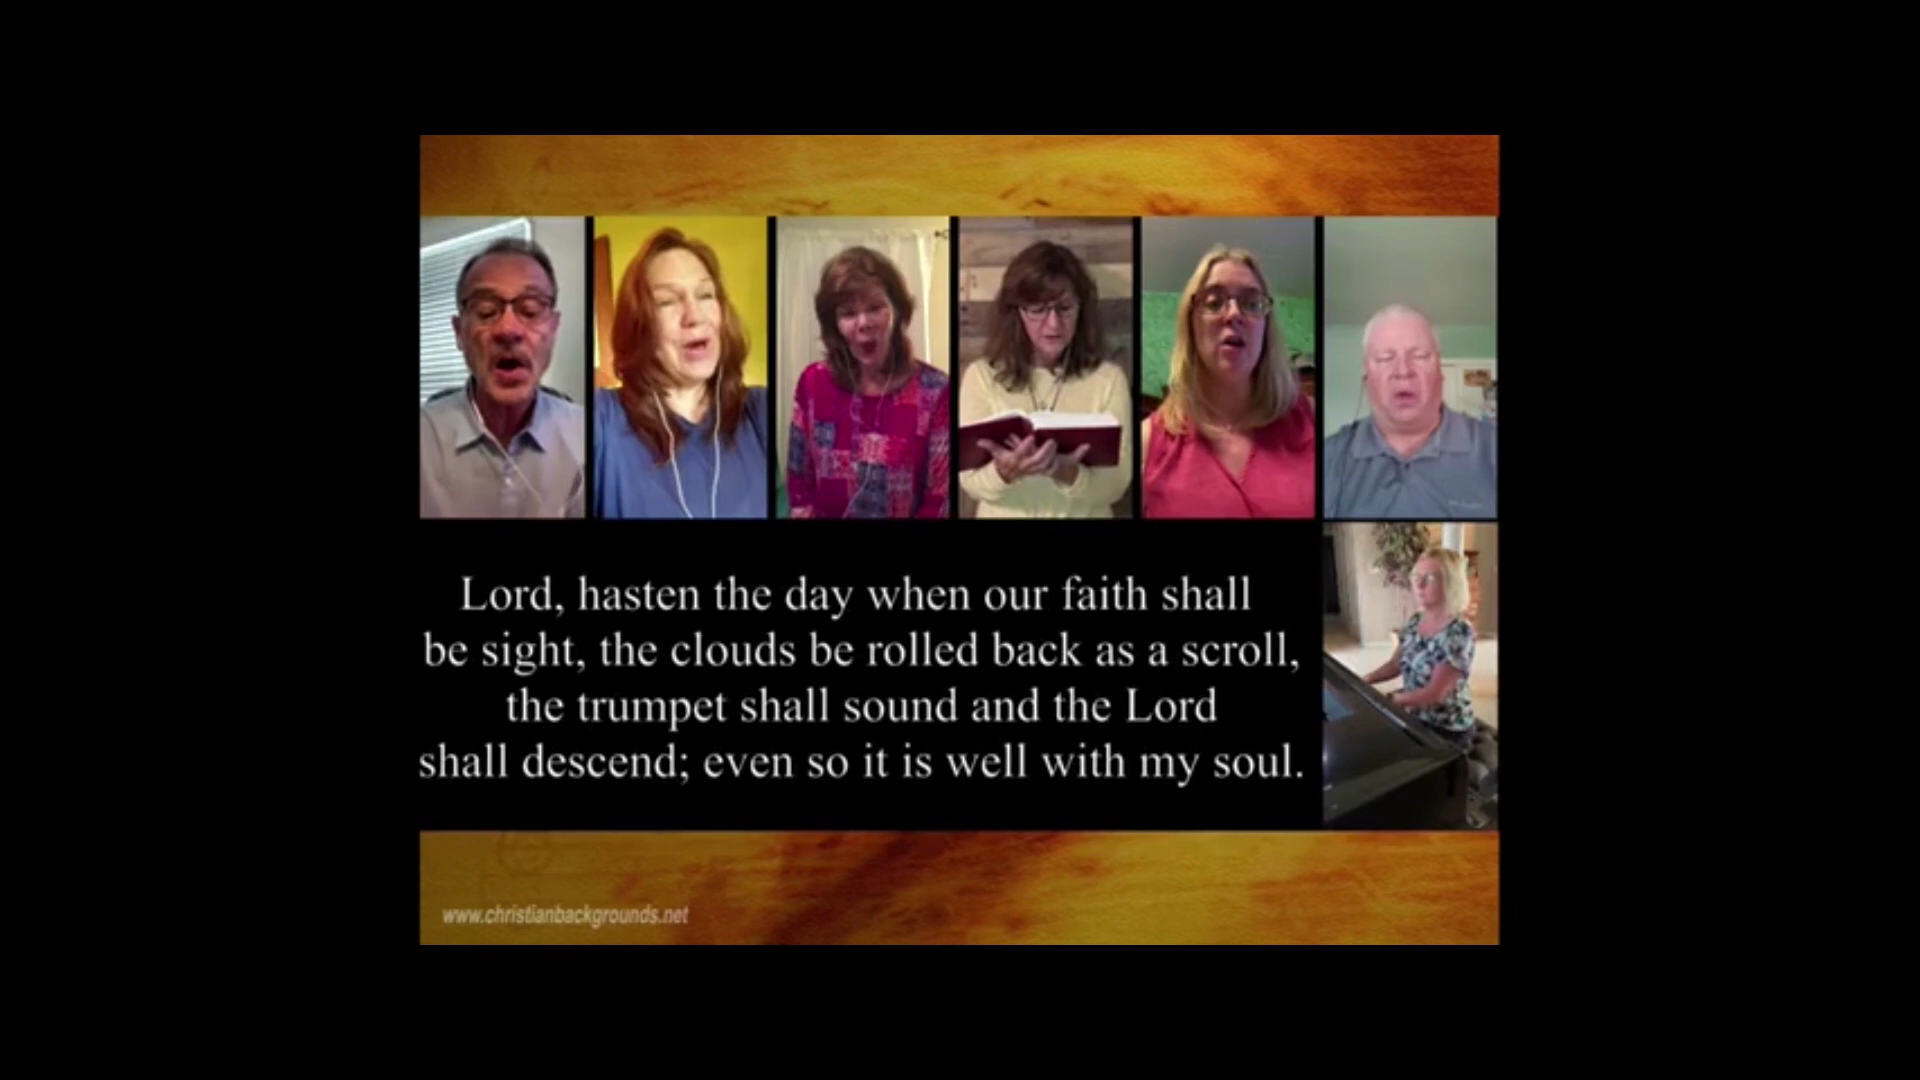 Lord, hasten the day when our faith shall
be sight, the clouds be rolled back as a scroll,
the trumpet shall sound and the Lord
shall descend; even so it is well with my soul.
www.christianbackgrounds.net